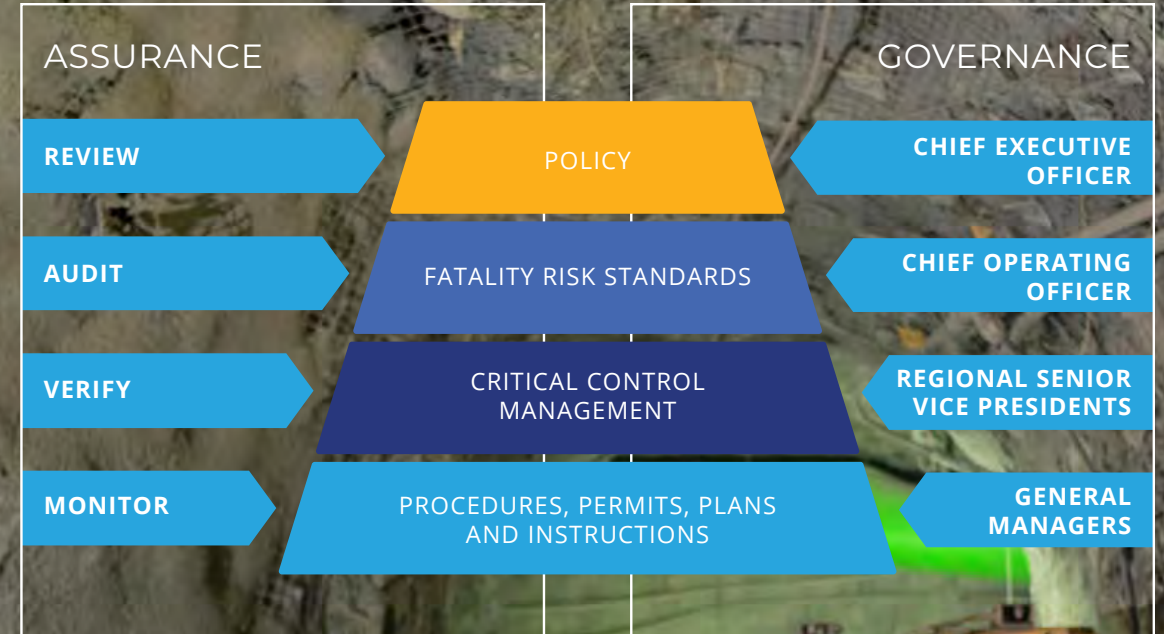 ASSURANCE
GOVERNANCE
REVIEW
POLICY
CHIEF EXECUTIVE
OFFICER
AUDIT
FATALITY RISK STANDARDS
CHIEF OPERATING
OFFICER
VERIFY
CRITICAL CONTROL
MANAGEMENT
REGIONAL SENIOR
VICE PRESIDENTS
MONITOR
PROCEDURES, PERMITS, PLANS
AND INSTRUCTIONS
GENERAL
MANAGERS